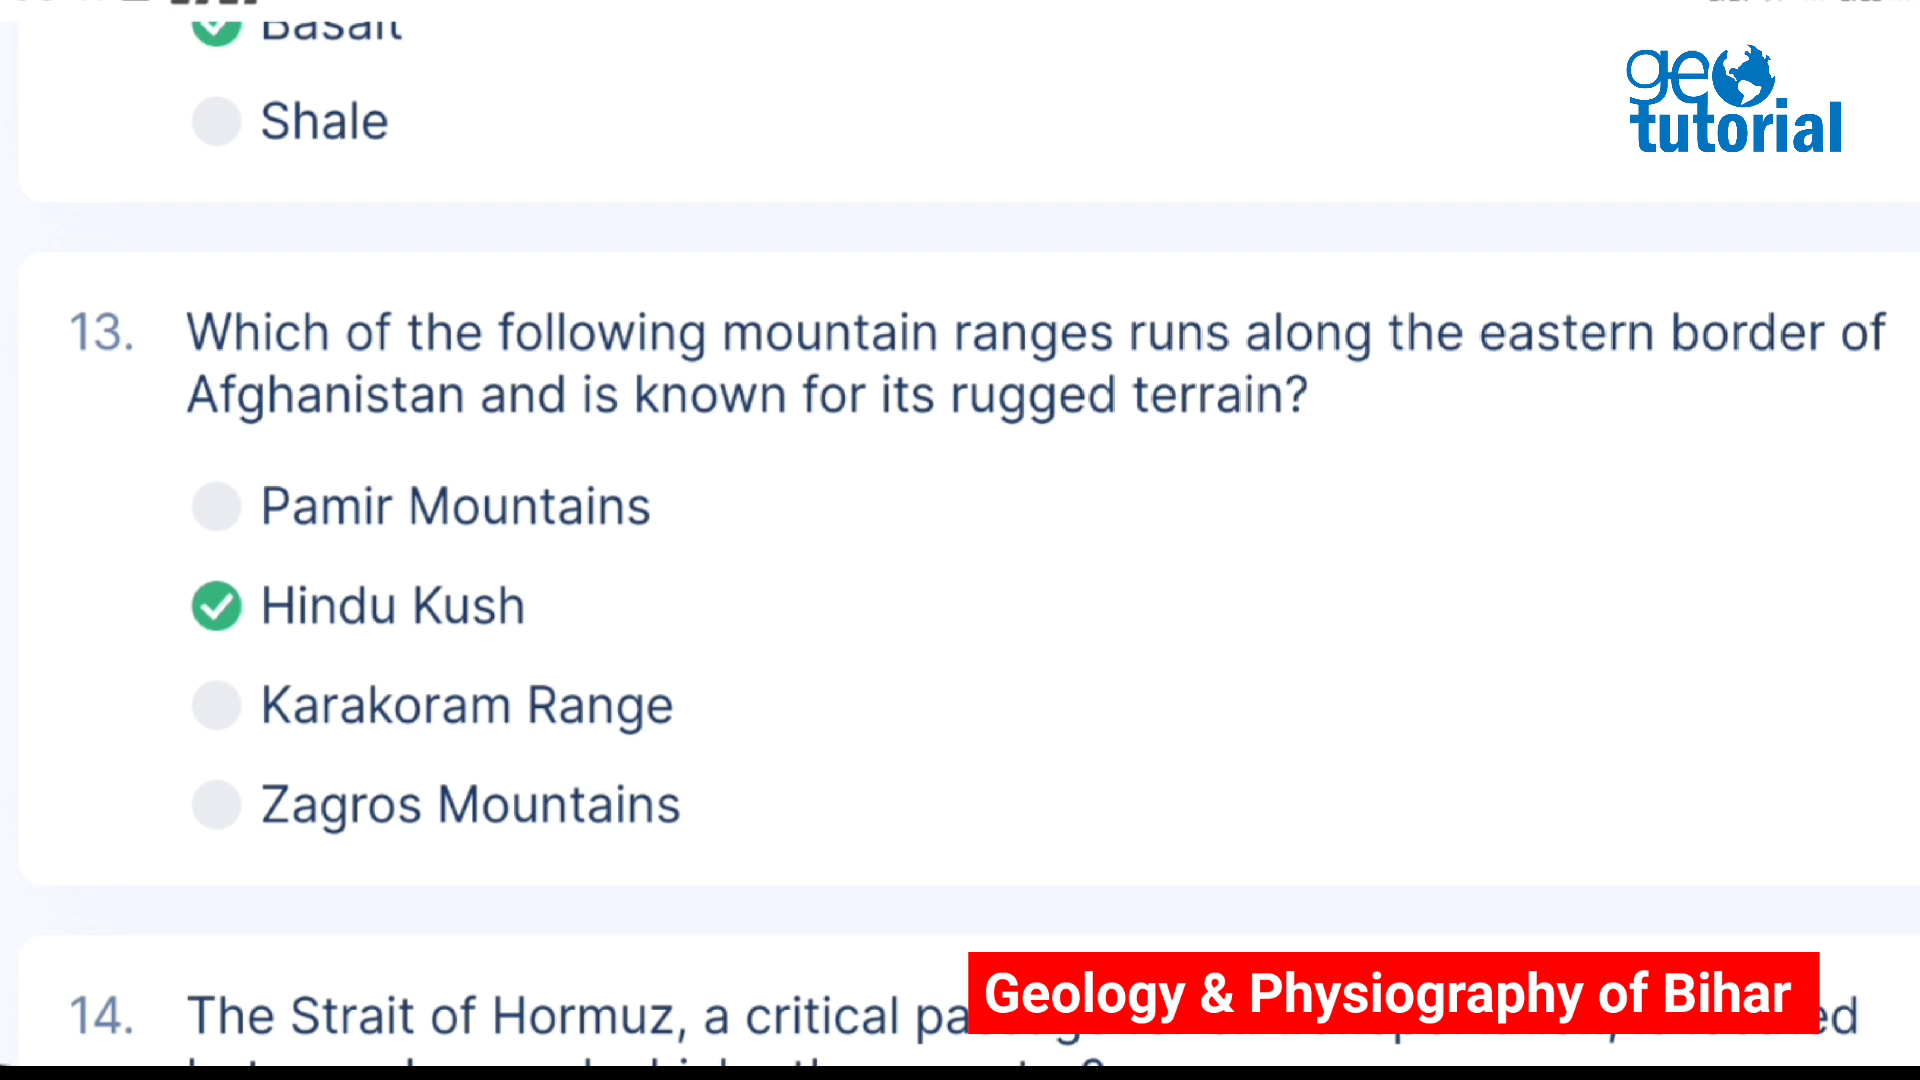 Basalt
Shale
geo
tutorial
13. Which of the following mountain ranges runs along the eastern border of
Afghanistan and is known for its rugged terrain?
Pamir Mountains
Hindu Kush
Karakoram Range
Zagros Mountains
14. The Strait of Hormuz, a critical
Geology & Physiography of Bihar